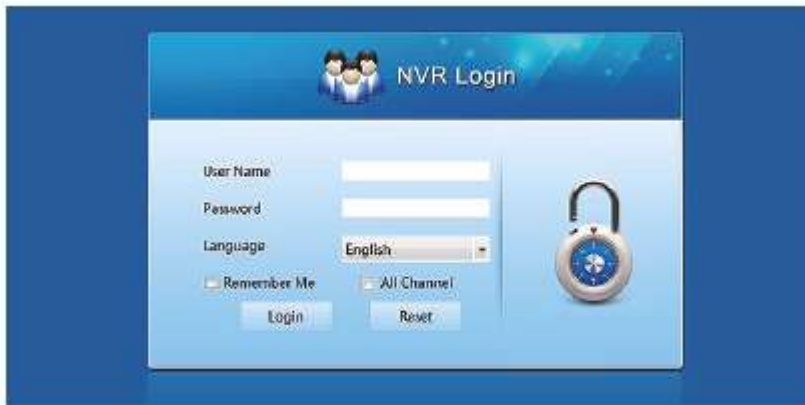 NVR Login
User Name
Password
Language English
Remember Me All Channel
Login Reset